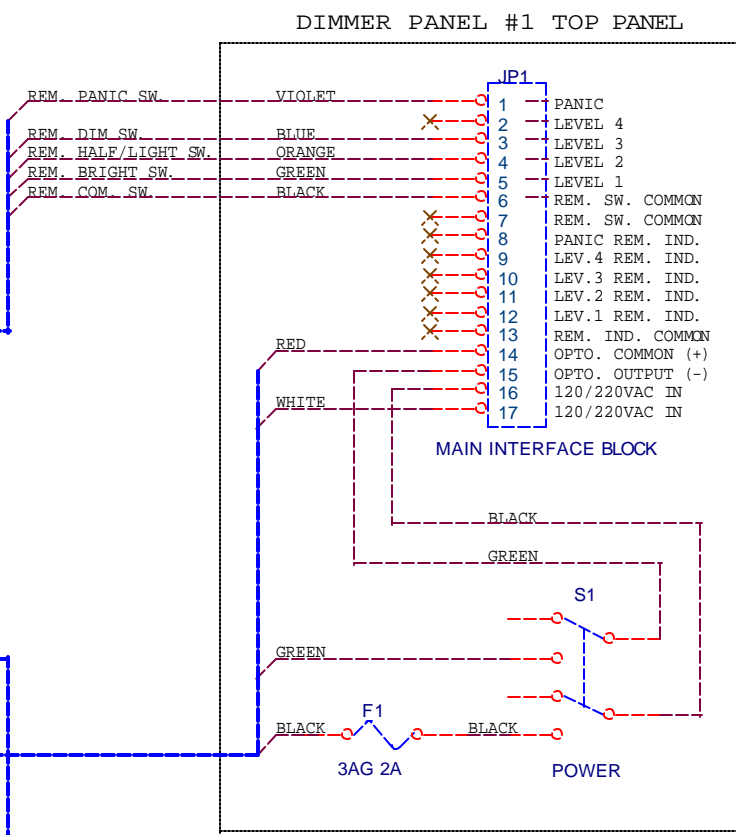 DIMMER PANEL #1 TOP PANEL
JP1
REM. PANIC SW. VIOLET 1 PANIC
2 LEVEL 4
REM. DIM SW. BLUE 3 LEVEL 3
REM. HALF/LIGHT SW. ORANGE 4 LEVEL 2
REM. BRIGHT SW. GREEN 5 LEVEL 1
REM. COM. SW. BLACK 6 REM. SW. COMMON
7 REM. SW. COMMON
8 PANIC REM. IND.
9 LEV.4 REM. IND.
10 LEV.3 REM. IND.
11 LEV.2 REM. IND.
12 LEV.1 REM. IND.
13 REM. IND. COMMON
RED 14 OPTO. COMMON (+)
15 OPTO. OUTPUT (-)
16 120/220VAC IN
WHITE 17 120/220VAC IN
MAIN INTERFACE BLOCK
BLACK
GREEN
S1
GREEN
F1
BLACK BLACK
3AG 2A POWER